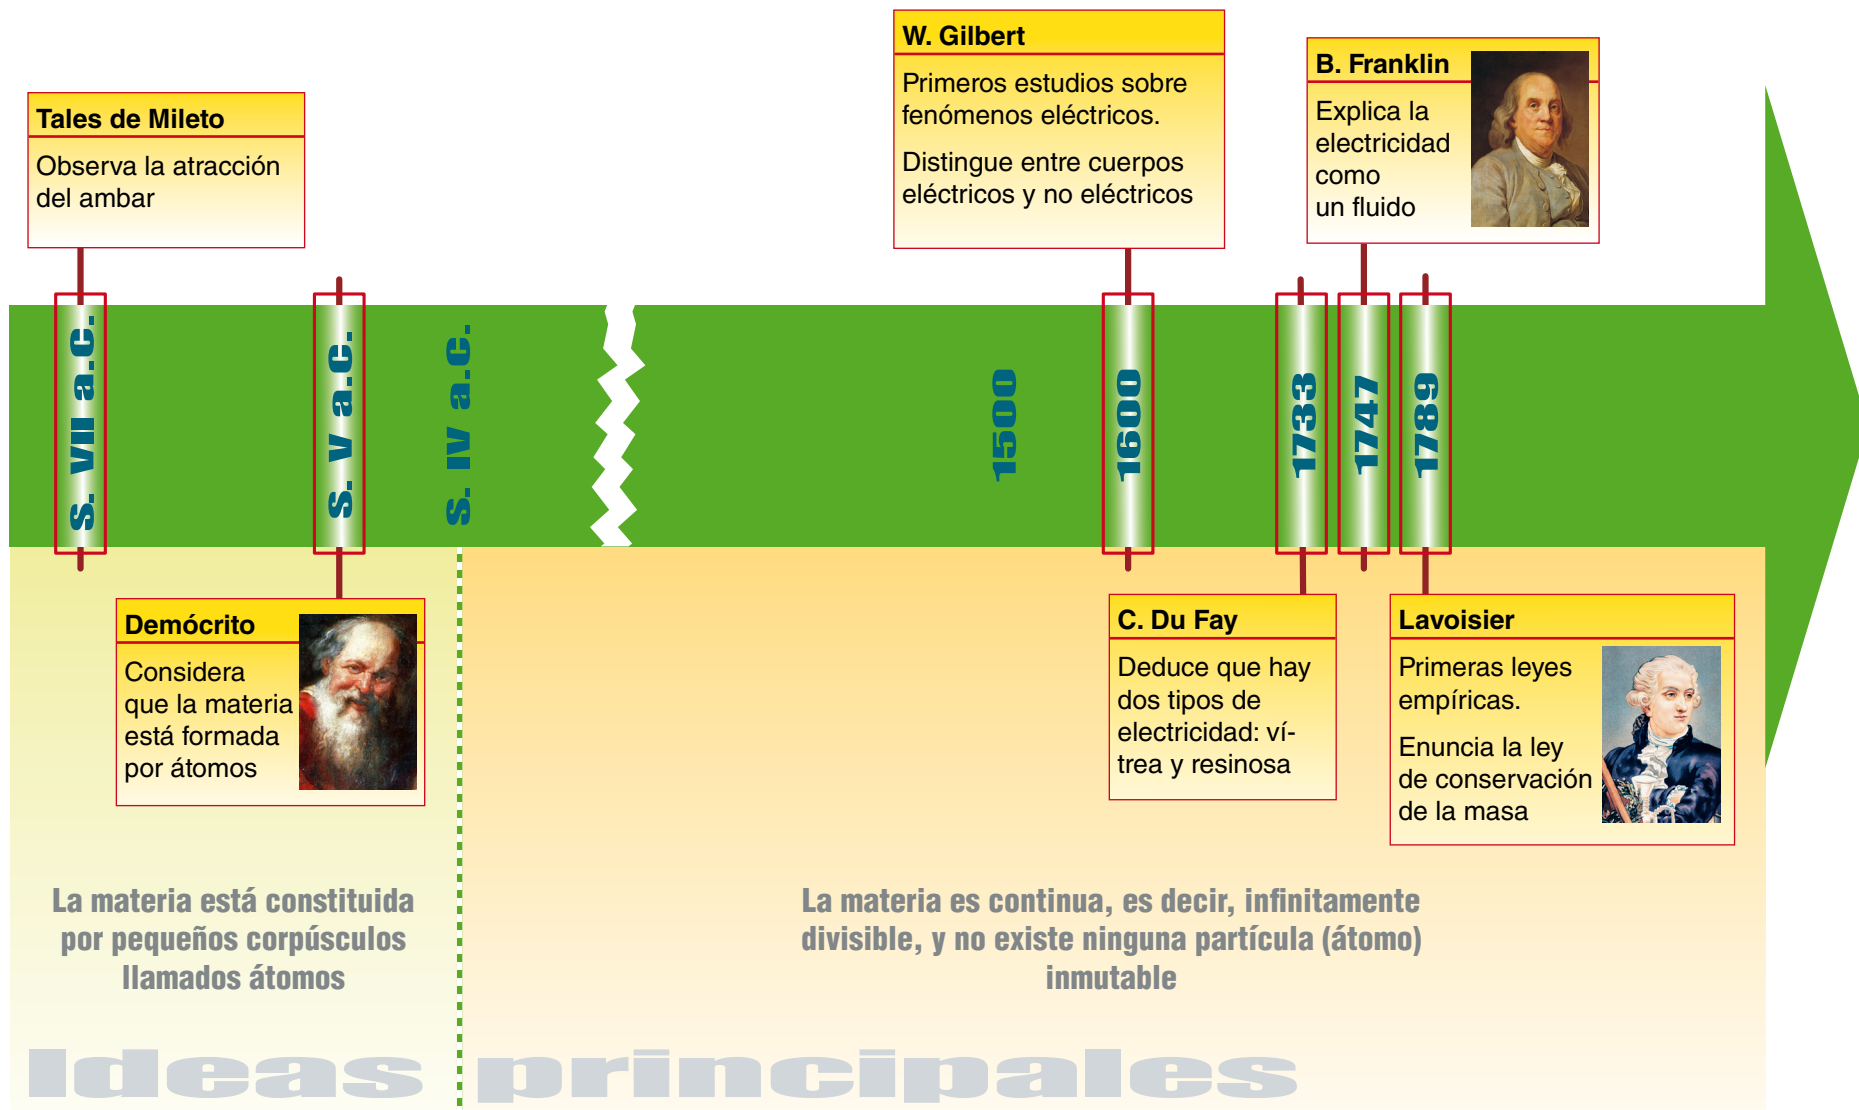 W. Gilbert
Primeros estudios sobre
fenómenos eléctricos.
Distingue entre cuerpos
eléctricos y no eléctricos
B. Franklin
Explica la
electricidad
como
un fluido
Tales de Mileto
Observa la atracción
del ambar
s. VII a.C.
s. V a.C.
s. IV a.C.
1500
1600
1733
1747
1789
Demócrito
Considera
que la materia
está formada
por átomos
C. Du Fay
Deduce que hay
dos tipos de
electricidad: ví-
trea y resinosa
Lavoisier
Primeras leyes
empíricas.
Enuncia la ley
de conservación
de la masa
La materia está constituida
por pequeños corpúsculos
llamados átomos
La materia es continua, es decir, infinitamente
divisible, y no existe ninguna partícula (átomo)
inmutable
Ideas principales